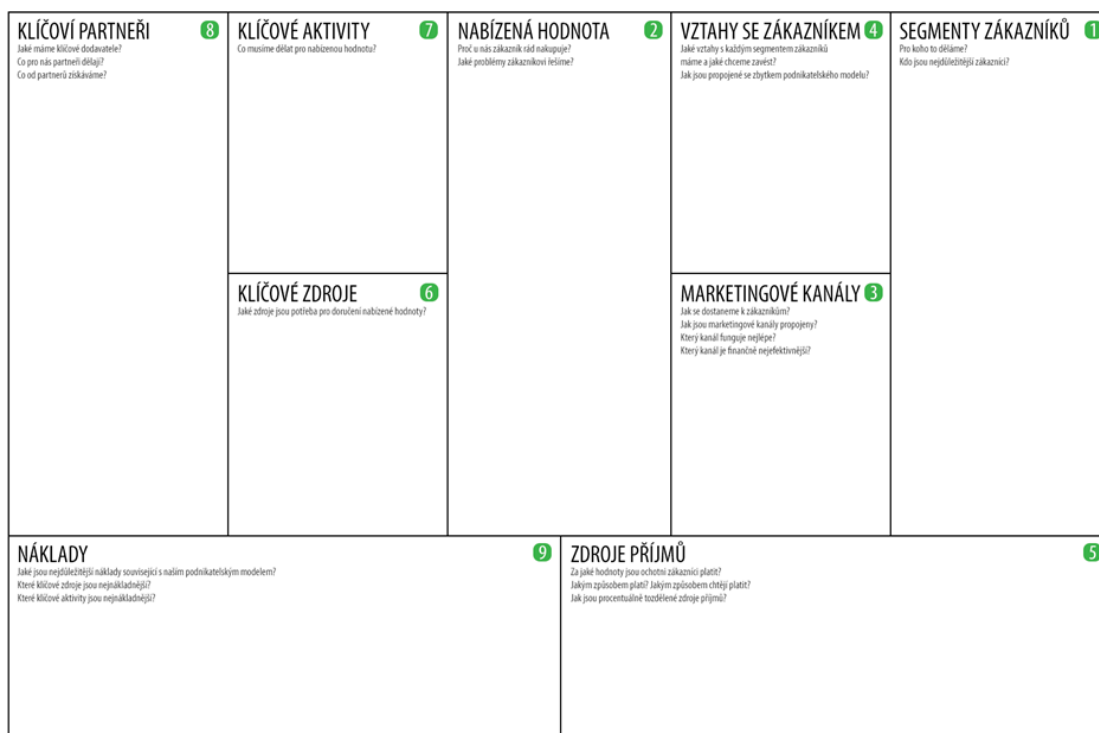 KLÍČOVÍ PARTNEŘI 8
Jaké máme klíčové dodavatele?
Co pro nás partneři dělají?
Co od partnerů získáváme?
KLÍČOVÉ AKTIVITY 7
Co musíme dělat pro nabízenou hodnotu?
KLÍČOVÉ ZDROJE 6
Jaké zdroje jsou potřeba pro doručení nabízené hodnoty?
NABÍZENÁ HODNOTA 2
Proč u nás zákazník rád nakupuje?
Jaké problémy zákazníkovi řešíme?
VZTAHY SE ZÁKAZNÍKEM 4
Jaké vztahy s každým segmentem zákazníků
máme a jaké chceme zavést?
Jak jsou propojené se zbytkem podnikatelského modelu?
MARKETINGOVÉ KANÁLY 3
Jak se dostaneme k zákazníkům?
Jak jsou marketingové kanály propojeny?
Který kanál funguje nejlépe?
Který kanál je finančně nejefektivnější?
SEGMENTY ZÁKAZNÍKŮ 1
Pro koho to děláme?
Kdo jsou nejdůležitější zákazníci?
NÁKLADY 9
Jaké jsou nejdůležitější náklady související s naším podnikatelským modelem?
Které klíčové zdroje jsou nejnákladnější?
Které klíčové aktivity jsou nejnákladnější?
ZDROJE PŘÍJMŮ 5
Za jaké hodnoty jsou ochotni zákazníci platit?
Jakým způsobem platí? Jakým způsobem chtějí platit?
Jak jsou procentuálně tozdělené zdroje příjmů?